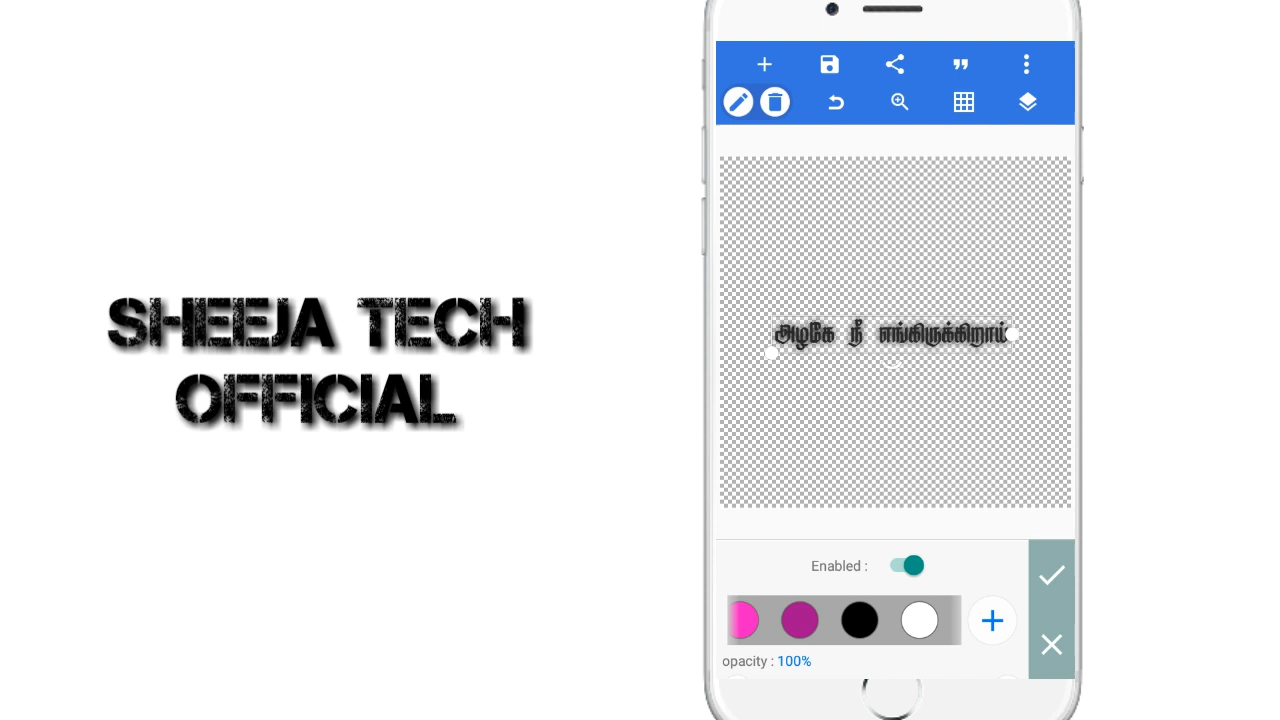 SHEEJA TECH
OFFICIAL
அழகே நீ எங்கிருக்கிறாய்
Enabled :
opacity : 100%